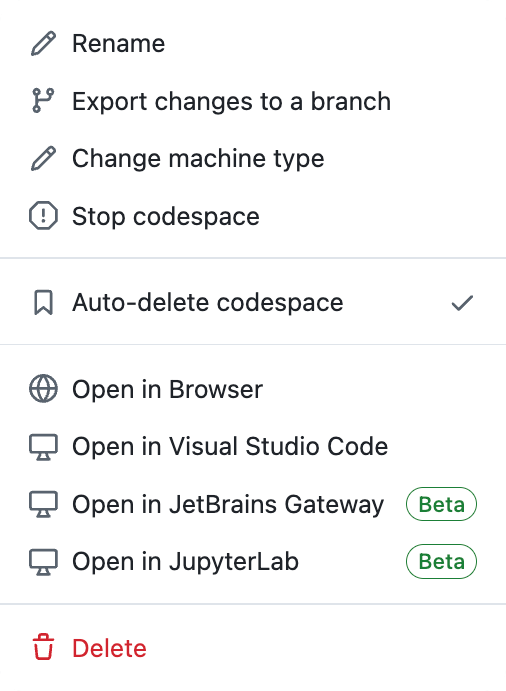 Rename
Export changes to a branch
Change machine type
Stop codespace
Auto-delete codespace
Open in Browser
Open in Visual Studio Code
Open in JetBrains Gateway Beta
Open in JupyterLab Beta
Delete